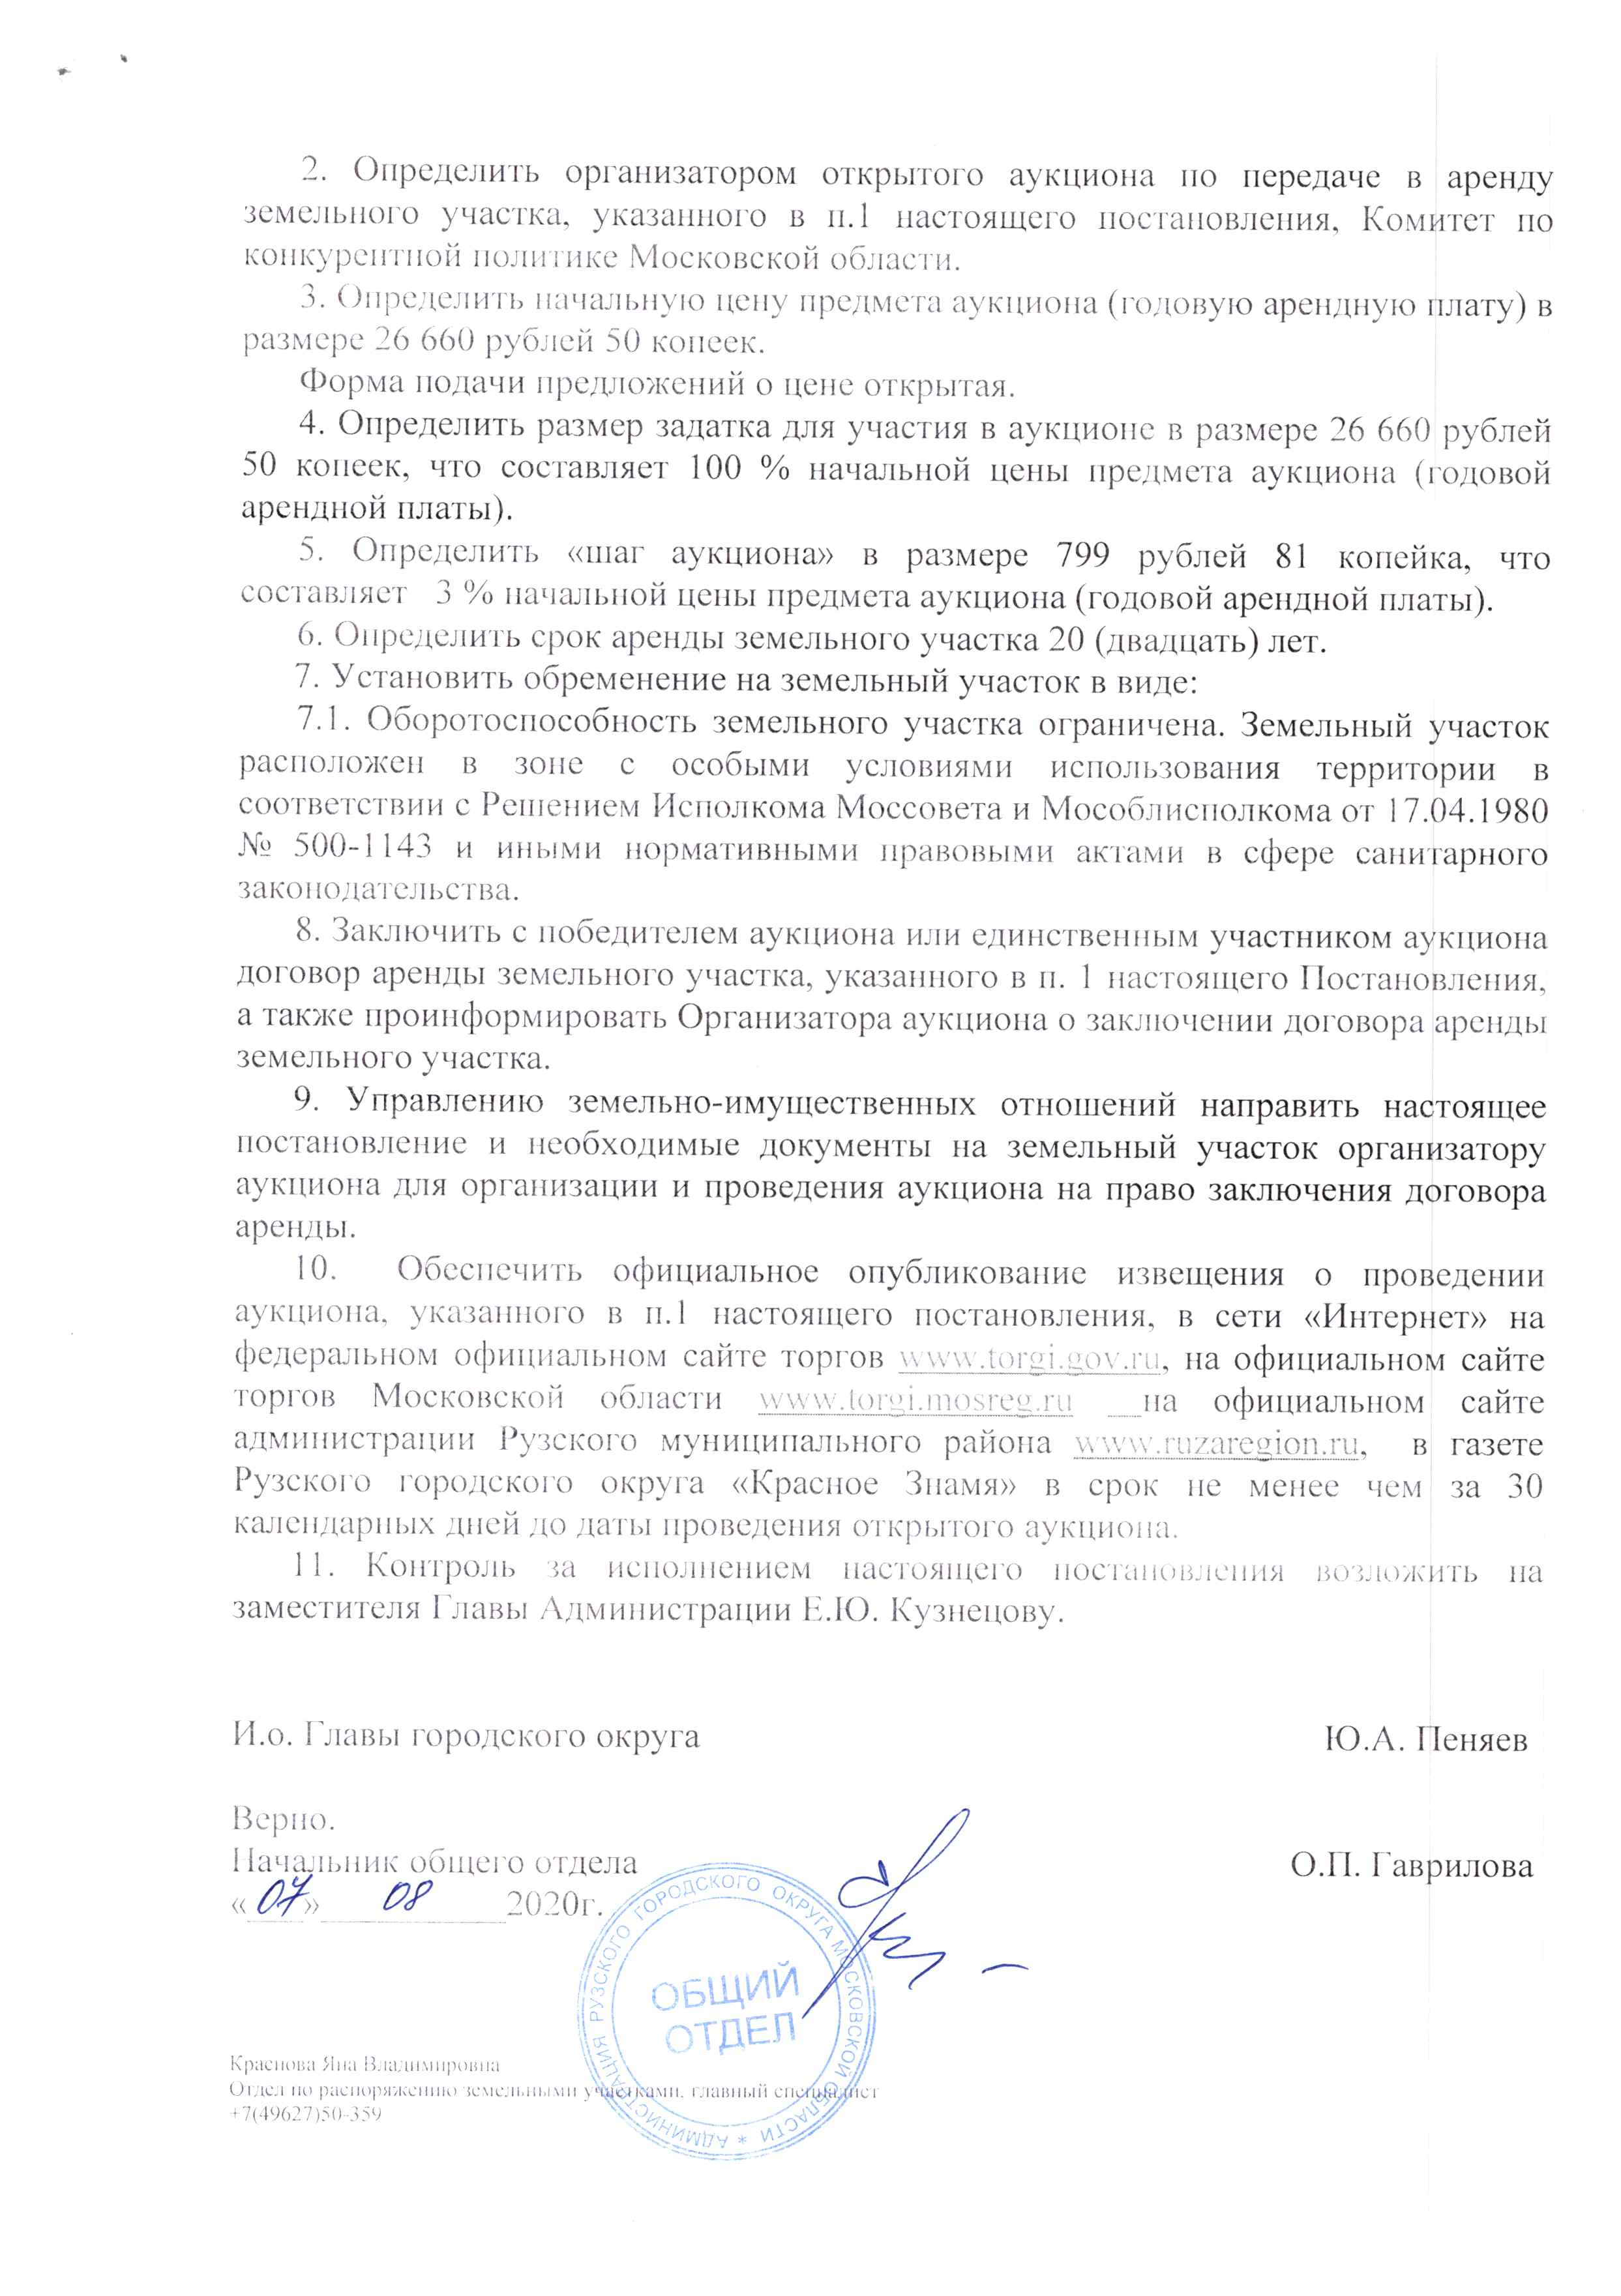 2. Определить организатором открытого аукциона по передаче в аренду
земельного участка, указанного в п.1 настоящего постановления, Комитет по
конкурентной политике Московской области.
3. Определить начальную цену предмета аукциона (годовую арендную плату) в
размере 26 660 рублей 50 копеек.
Форма подачи предложений о цене открытая.
4. Определить размер задатка для участия в аукционе в размере 26 660 рублей
50 копеек, что составляет 100 % начальной цены предмета аукциона (годовой
арендной платы).
5. Определить «шаг аукциона» в размере 799 рублей 81 копейка, что
составляет 3 % начальной цены предмета аукциона (годовой арендной платы).
6. Определить срок аренды земельного участка 20 (двадцать) лет.
7. Установить обременение на земельный участок в виде:
7.1. Оборотоспособность земельного участка ограничена. Земельный участок
расположен в зоне с особыми условиями использования территории в
соответствии с Решением Исполкома Моссовета и Мособлисполкома от 17.04.1980
№ 500-1143 и иными нормативными правовыми актами в сфере санитарного
законодательства.
8. Заключить с победителем аукциона или единственным участником аукциона
договор аренды земельного участка, указанного в п. 1 настоящего Постановления,
а также проинформировать Организатора аукциона о заключении договора аренды
земельного участка.
9. Управлению земельно-имущественных отношений направить настоящее
постановление и необходимые документы на земельный участок организатору
аукциона для организации и проведения аукциона на право заключения договора
аренды.
10. Обеспечить официальное опубликование извещения о проведении
аукциона, указанного в п.1 настоящего постановления, в сети «Интернет» на
федеральном официальном сайте торгов www.torgi.gov.ru, на официальном сайте
торгов Московской области www.torgi.mosreg.ru на официальном сайте
администрации Рузского муниципального района www.ruzaregion.ru, в газете
Рузского городского округа «Красное Знамя» в срок не менее чем за 30
календарных дней до даты проведения открытого аукциона.
11. Контроль за исполнением настоящего постановления возложить на
заместителя Главы Администрации Е.Ю. Кузнецову.
И.о. Главы городского округа Ю.А. Пеняев
Верно.
Начальник общего отдела О.П. Гаврилова
«07» 08 2020г.
АДМИНИСТРАЦИЯ РУЗСКОГО ГОРОДСКОГО ОКРУГА МОСКОВСКОЙ ОБЛАСТИ *
ОБЩИЙ
ОТДЕЛ
Краснова Яна Владимировна
Отдел по распоряжению земельными участками, главный специалист
+7(49627)50-359